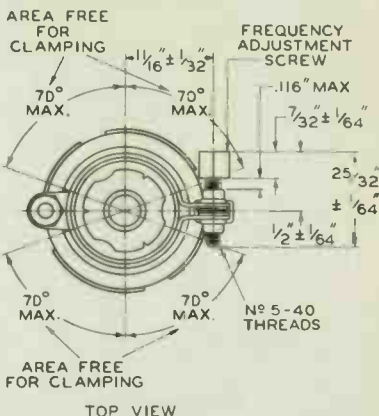 AREA FREE
FOR
CLAMPING
11/16" ± 1/32"
FREQUENCY
ADJUSTMENT
SCREW
70°
MAX.
70°
MAX.
.116" MAX
7/32" ± 1/64"
25/32"
± 1/64"
1/2" ± 1/64"
70°
MAX.
70°
MAX.
Nº 5-40
THREADS
AREA FREE
FOR CLAMPING
TOP VIEW